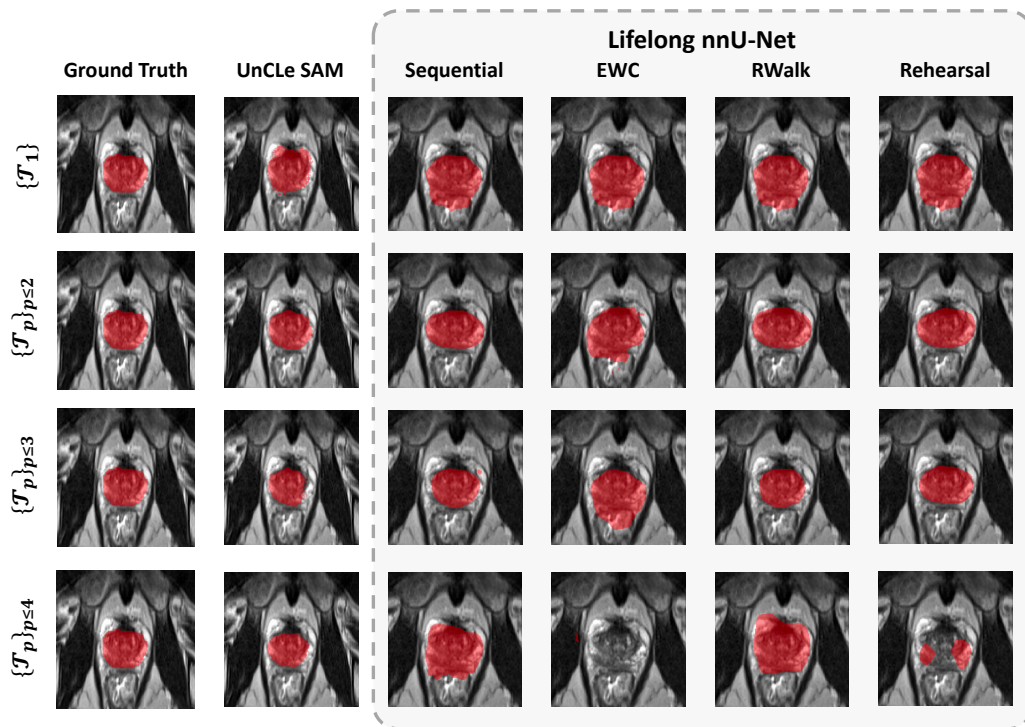 Lifelong nnU-Net
Ground Truth UnCLe SAM Sequential EWC RWalk Rehearsal
{𝒯₁}
{𝒯ₚ}ₚ≤₂
{𝒯ₚ}ₚ≤₃
{𝒯ₚ}ₚ≤₄